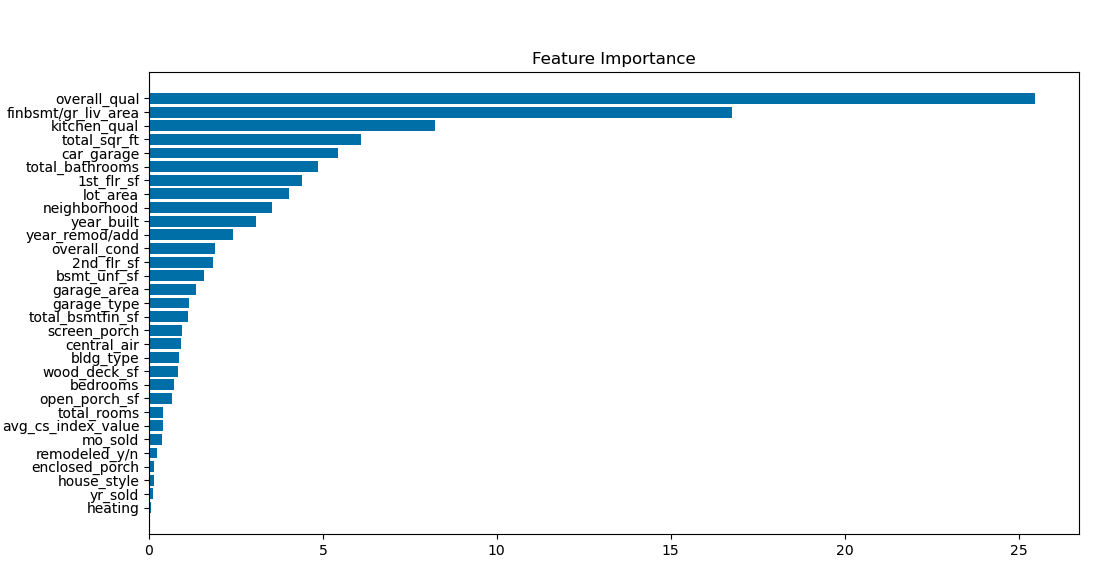 Feature Importance
overall_qual
finbsmt/gr_liv_area
kitchen_qual
total_sqr_ft
car_garage
total_bathrooms
1st_flr_sf
lot_area
neighborhood
year_built
year_remod/add
overall_cond
2nd_flr_sf
bsmt_unf_sf
garage_area
garage_type
total_bsmtfin_sf
screen_porch
central_air
bldg_type
wood_deck_sf
bedrooms
open_porch_sf
total_rooms
avg_cs_index_value
mo_sold
remodeled_y/n
enclosed_porch
house_style
yr_sold
heating
0 5 10 15 20 25